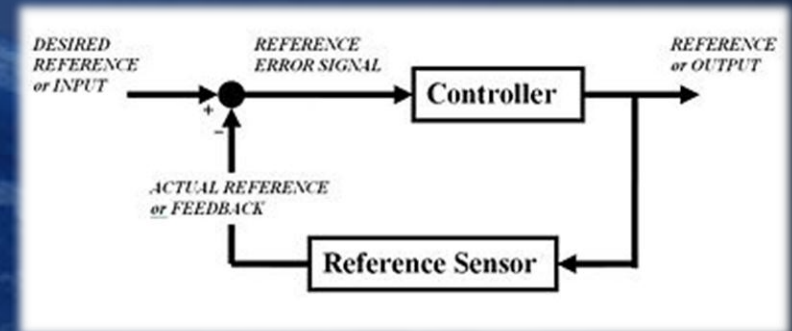 DESIRED
REFERENCE
or INPUT
REFERENCE
ERROR SIGNAL
REFERENCE
or OUTPUT
Controller
+
−
ACTUAL REFERENCE
or FEEDBACK
Reference Sensor